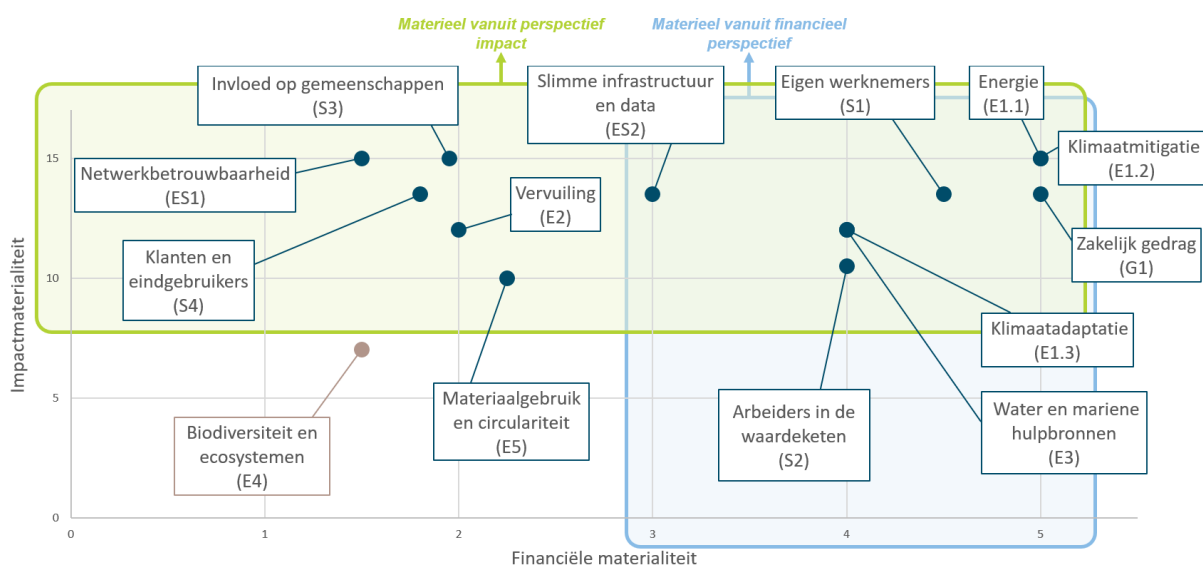 Materieel vanuit perspectief
impact
Materieel vanuit financieel
perspectief
Invloed op gemeenschappen
(S3)
Slimme infrastructuur
en data
(ES2)
Eigen werknemers
(S1)
Energie
(E1.1)
Klimaatmitigatie
(E1.2)
Netwerkbetrouwbaarheid
(ES1)
Vervuiling
(E2)
Klanten en
eindgebruikers
(S4)
Zakelijk gedrag
(G1)
Klimaatadaptatie
(E1.3)
Materiaalgebruik
en circulariteit
(E5)
Arbeiders in de
waardeketen
(S2)
Water en mariene
hulpbronnen
(E3)
Biodiversiteit en
ecosystemen
(E4)
Impactmaterialiteit
15
10
5
0
0 1 2 3 4 5
Financiële materialiteit